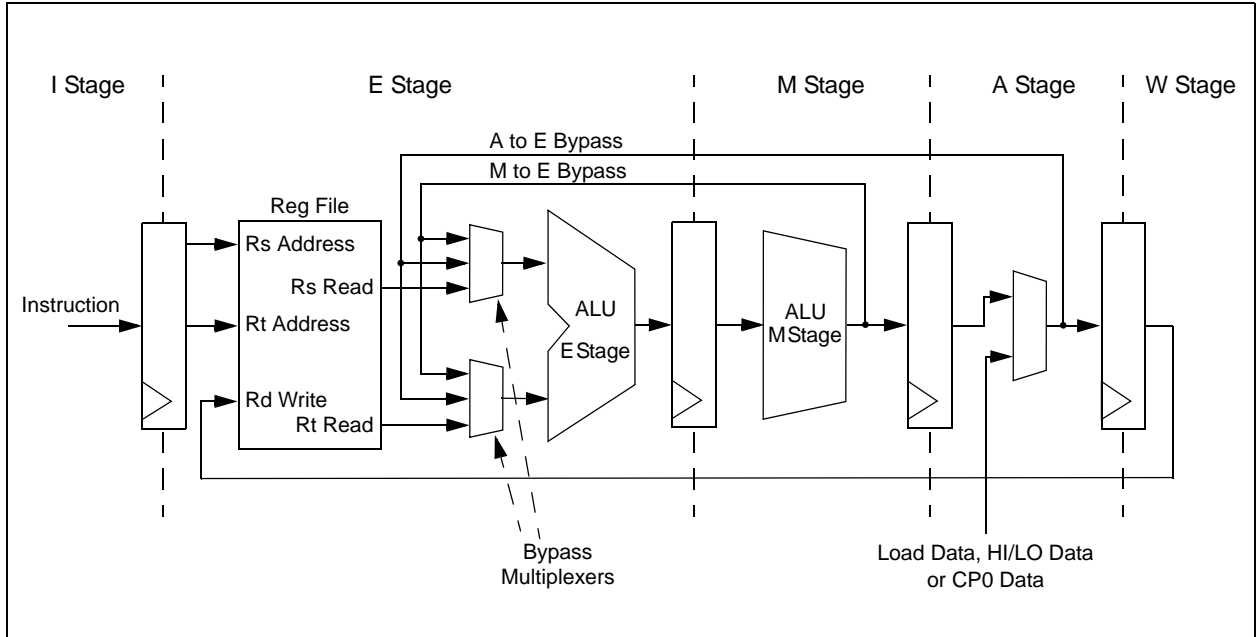 I Stage
E Stage
M Stage
A Stage
W Stage
A to E Bypass
M to E Bypass
Reg File
Rs Address
Rs Read
Instruction
Rt Address
Rd Write
Rt Read
ALU
E Stage
ALU
M Stage
Bypass
Multiplexers
Load Data, HI/LO Data
or CP0 Data